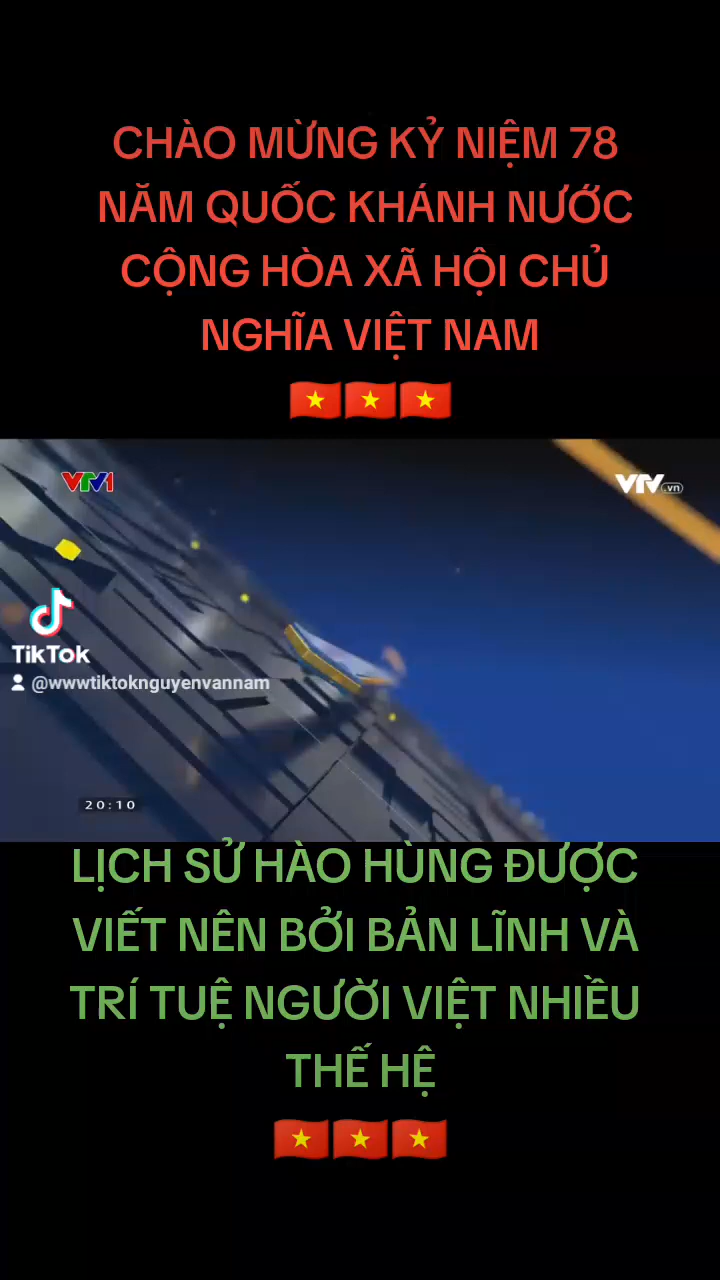 CHÀO MỪNG KỶ NIỆM 78
NĂM QUỐC KHÁNH NƯỚC
CỘNG HÒA XÃ HỘI CHỦ
NGHĨA VIỆT NAM
VTV1
VTV.vn
TikTok
@wwwtiktoknguyenvannam
20:10
LỊCH SỬ HÀO HÙNG ĐƯỢC
VIẾT NÊN BỞI BẢN LĨNH VÀ
TRÍ TUỆ NGƯỜI VIỆT NHIỀU
THẾ HỆ